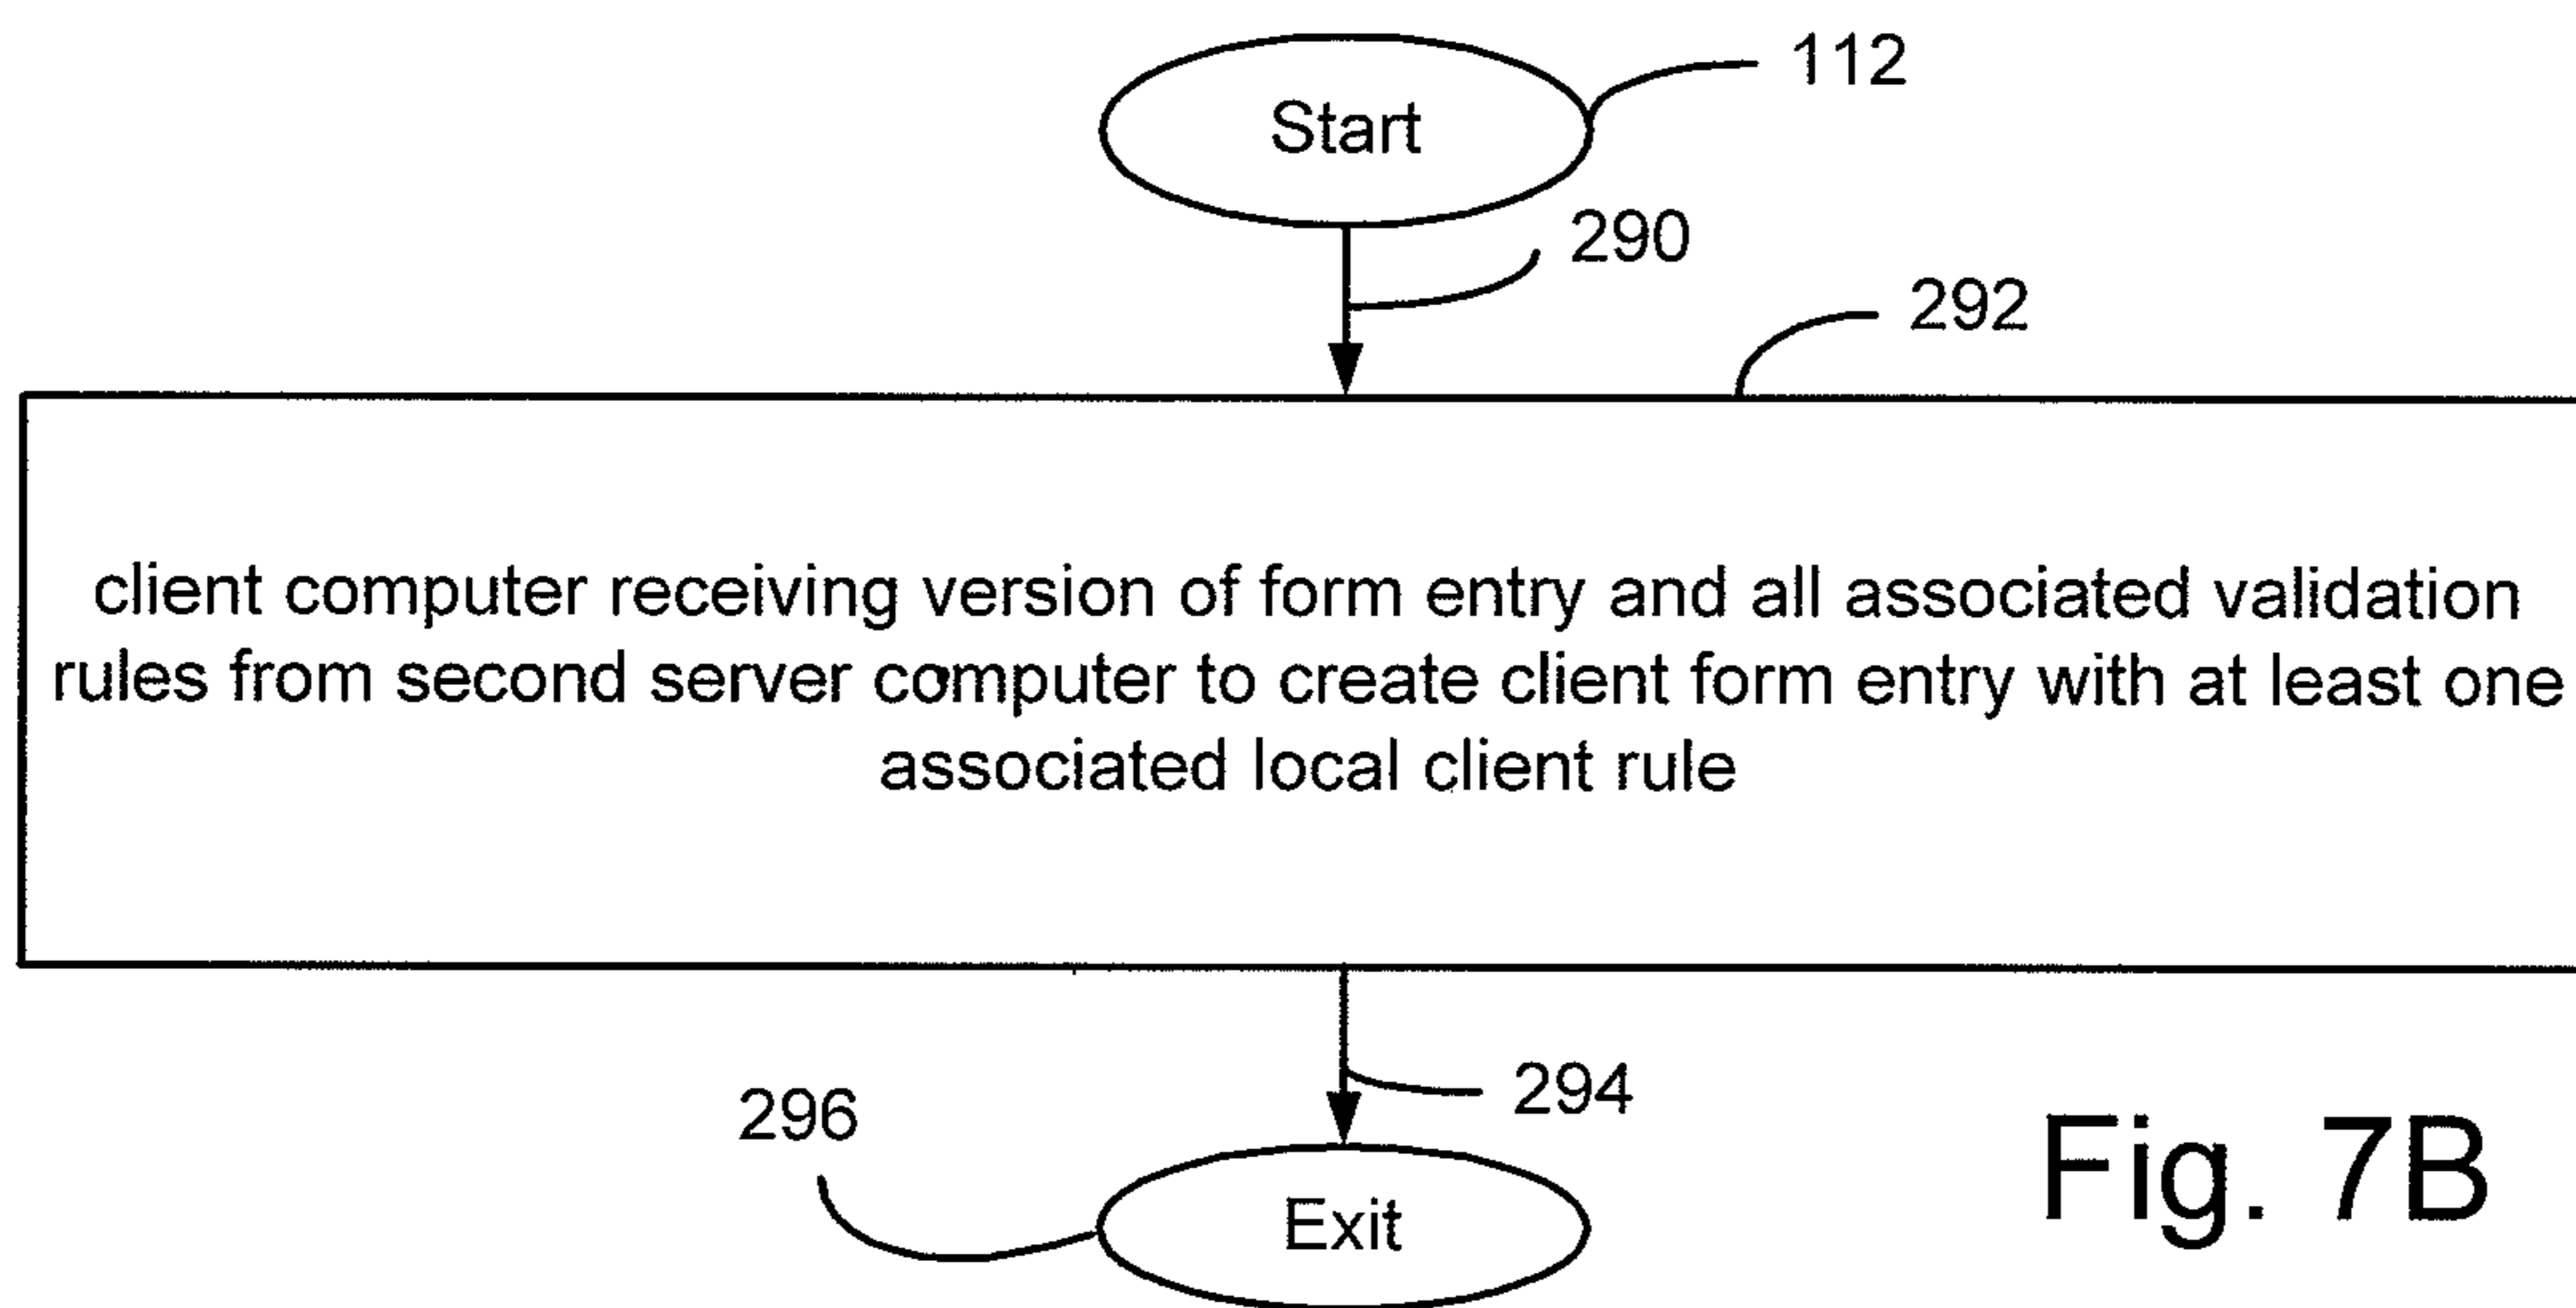 112
Start
290
292
client computer receiving version of form entry and all associated validation
rules from second server computer to create client form entry with at least one
associated local client rule
294
296
Exit
Fig. 7B